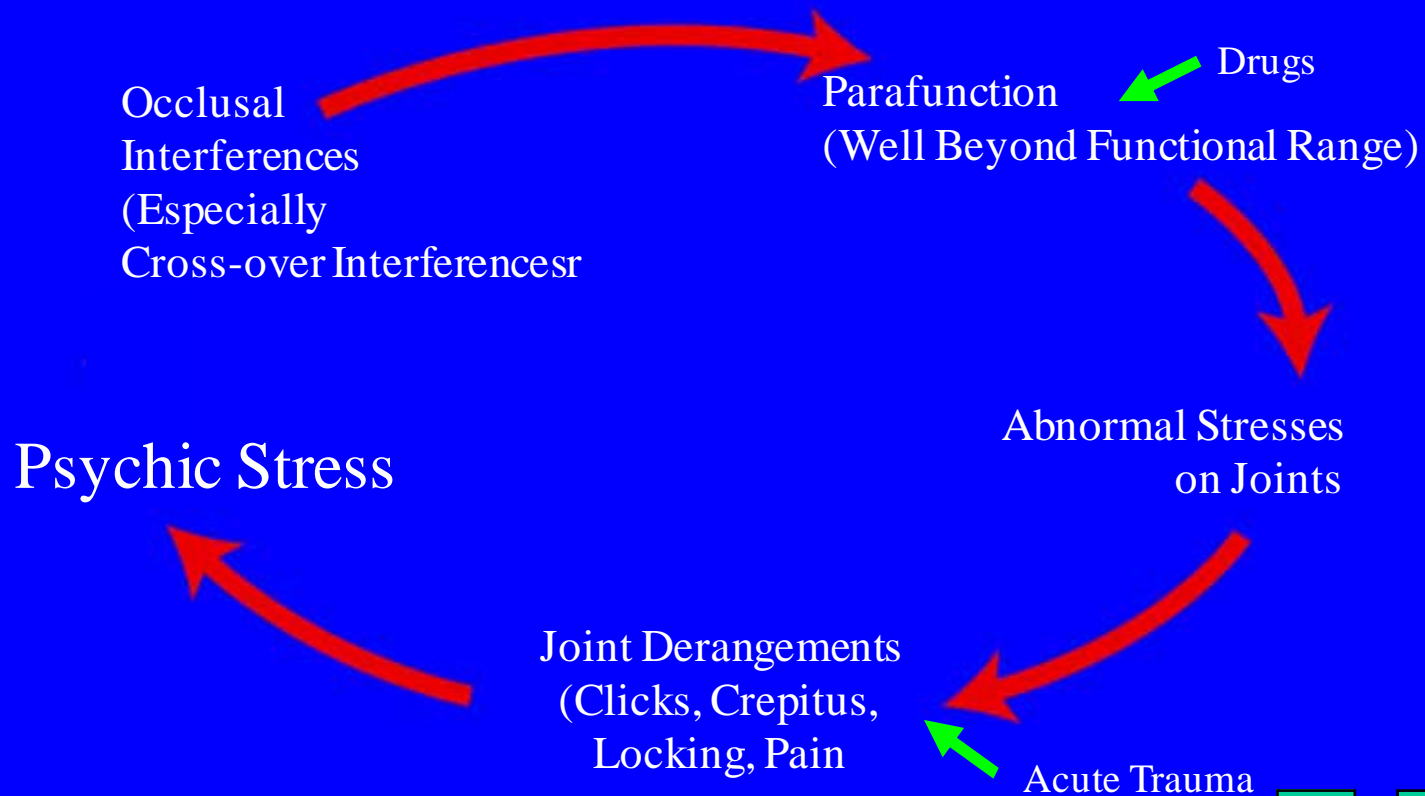 Occlusal
Interferences
(Especially
Cross-over Interferencesr
Parafunction
(Well Beyond Functional Range)
Drugs
Abnormal Stresses
on Joints
Psychic Stress
Joint Derangements
(Clicks, Crepitus,
Locking, Pain
Acute Trauma